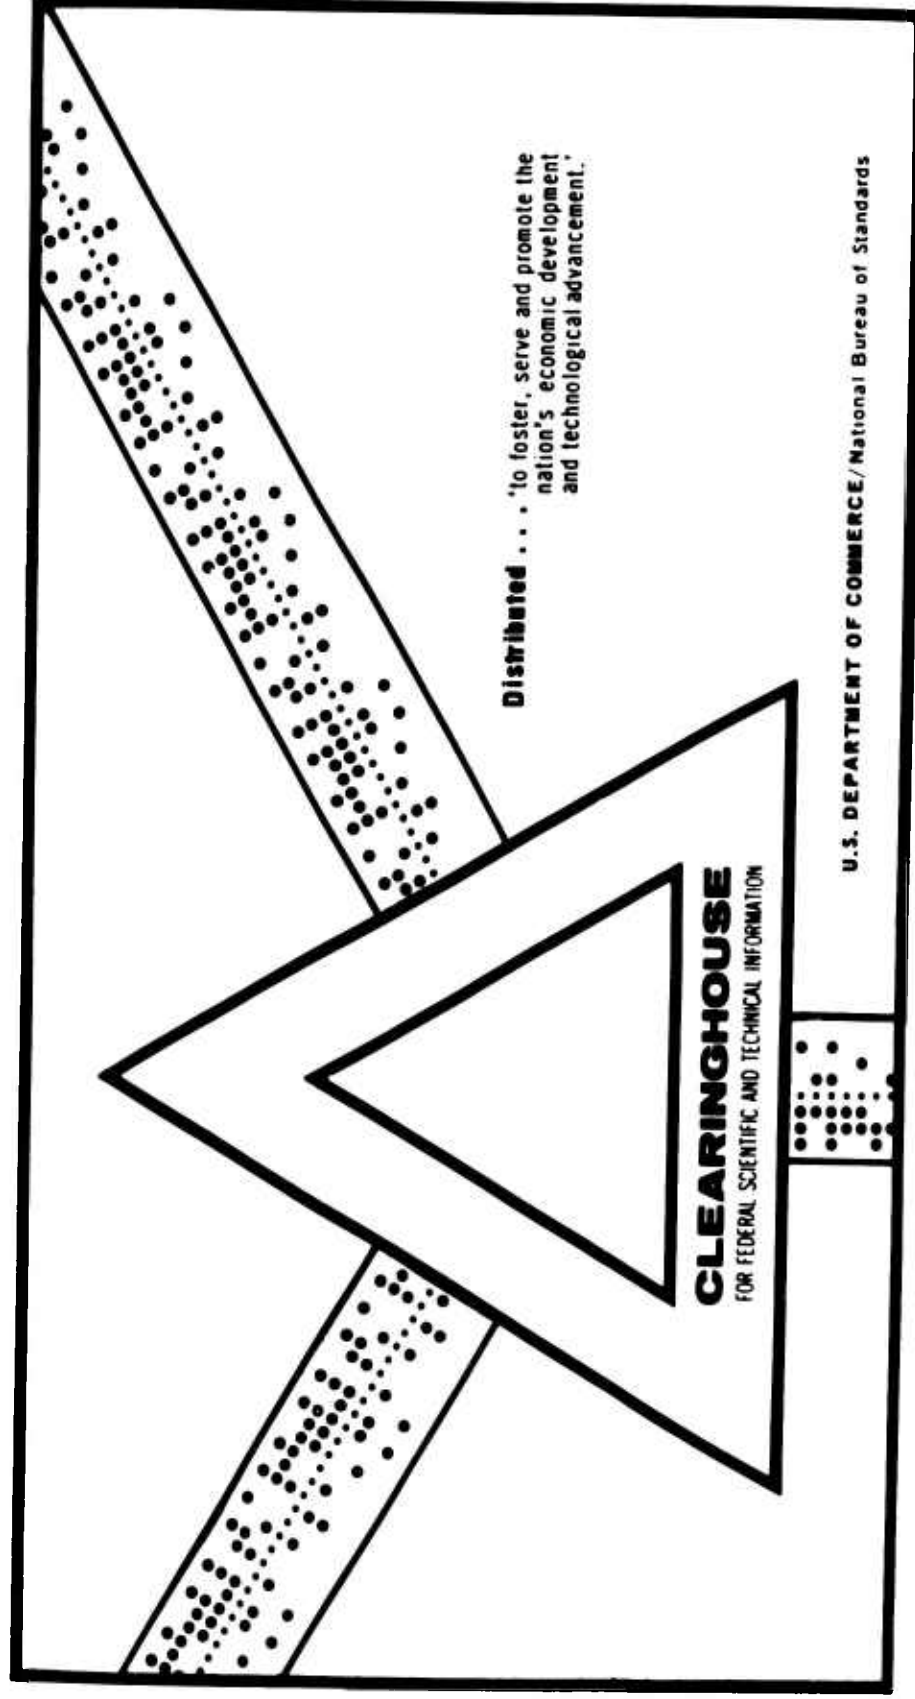 Distributed . . . 'to foster, serve and promote the
nation's economic development
and technological advancement.'
CLEARINGHOUSE
FOR FEDERAL SCIENTIFIC AND TECHNICAL INFORMATION
U.S. DEPARTMENT OF COMMERCE/National Bureau of Standards